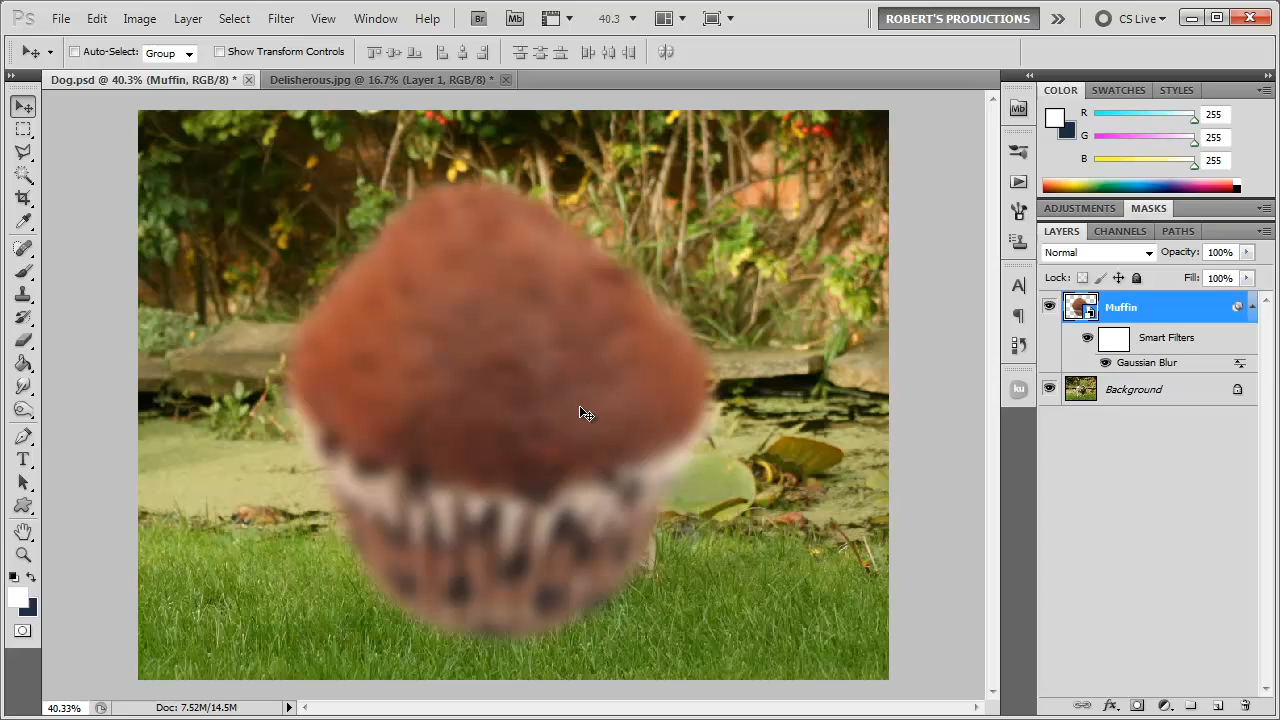 Ps File Edit Image Layer Select Filter View Window Help Br Mb 40.3 ROBERT'S PRODUCTIONS CS Live
Auto-Select: Group Show Transform Controls
Dog.psd @ 40.3% (Muffin, RGB/8) * Delisherous.jpg @ 16.7% (Layer 1, RGB/8) *
COLOR SWATCHES STYLES
Mb
R 255
G 255
B 255
ADJUSTMENTS MASKS
LAYERS CHANNELS PATHS
Normal Opacity: 100%
Lock: Fill: 100%
Muffin
Smart Filters
Gaussian Blur
Background
A
ku
T
40.33% Doc: 7.52M/14.5M
fx